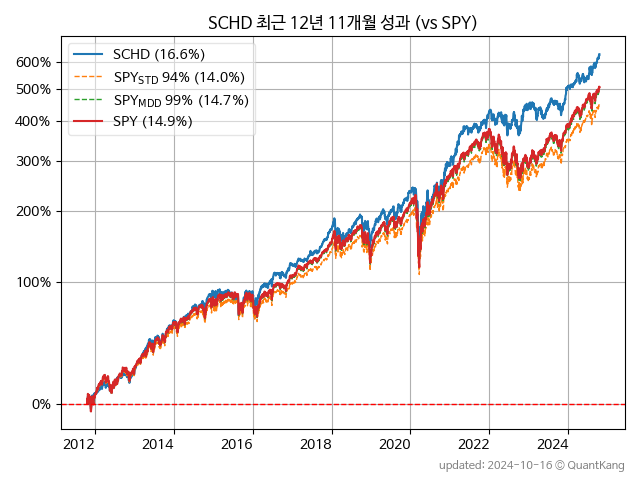 SCHD 최근 12년 11개월 성과 (vs SPY)
SCHD (16.6%)
SPYSTD 94% (14.0%)
SPYMDD 99% (14.7%)
SPY (14.9%)
600%
500%
400%
300%
200%
100%
0%
2012 2014 2016 2018 2020 2022 2024
updated: 2024-10-16 © QuantKang